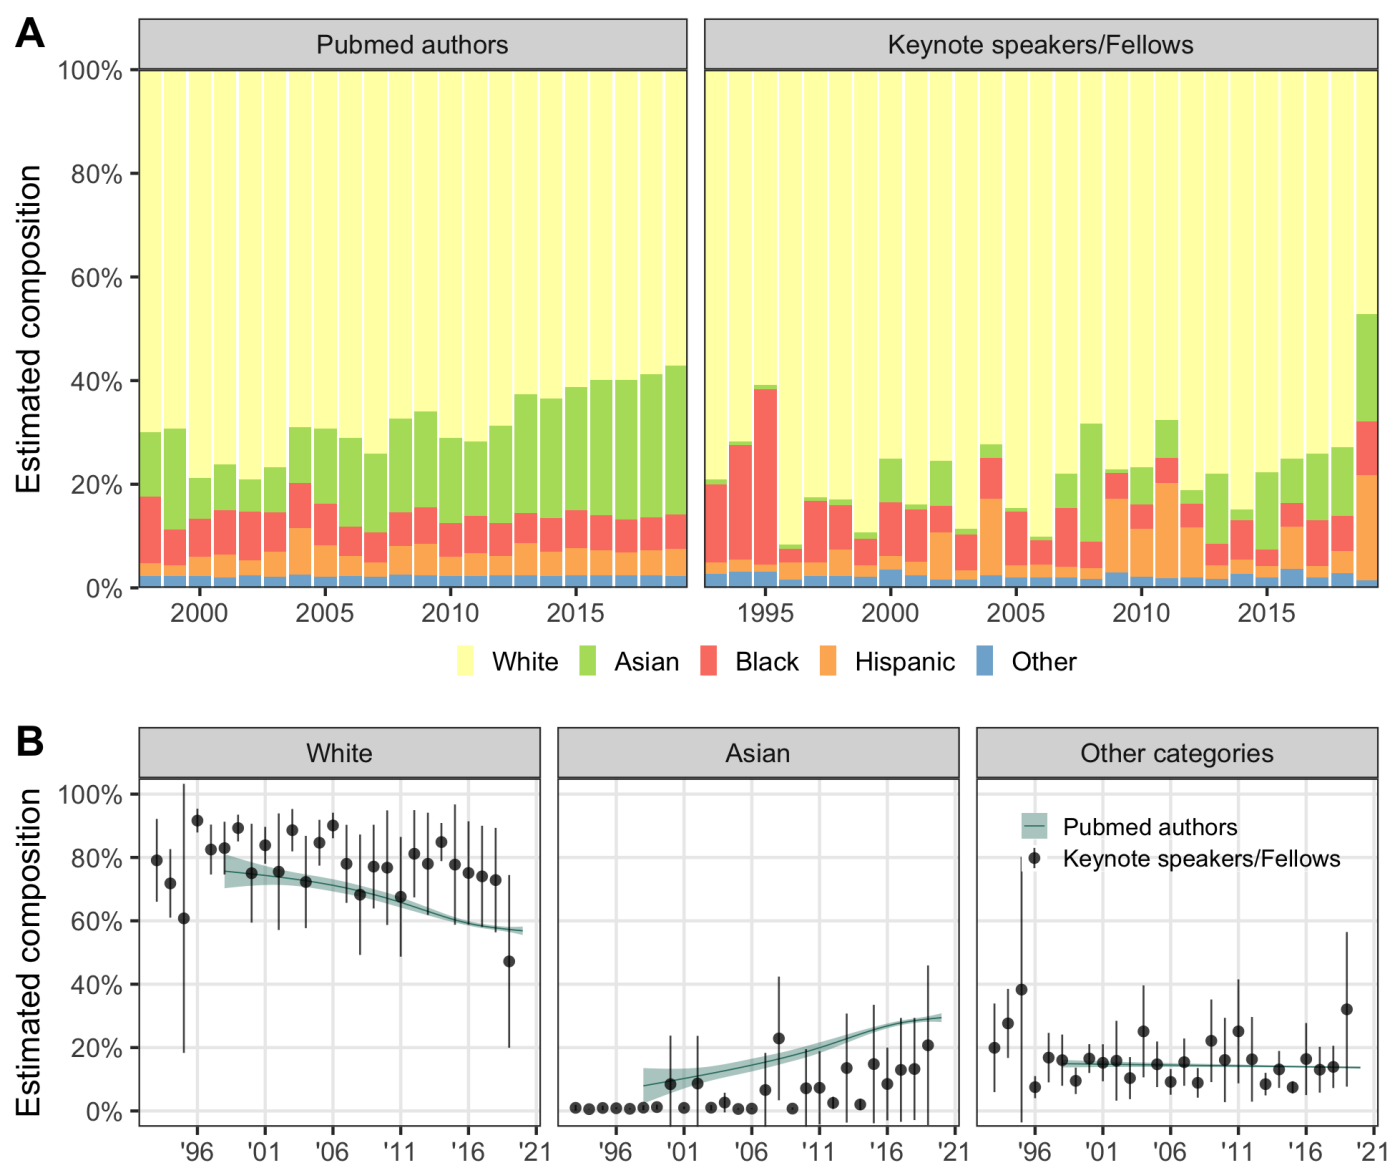 A
Pubmed authors
Keynote speakers/Fellows
Estimated composition
100%
80%
60%
40%
20%
0%
2000 2005 2010 2015
1995 2000 2005 2010 2015
White Asian Black Hispanic Other
B
White
Asian
Other categories
Estimated composition
100%
80%
60%
40%
20%
0%
Pubmed authors
Keynote speakers/Fellows
'96 '01 '06 '11 '16 '21
'96 '01 '06 '11 '16 '21
'96 '01 '06 '11 '16 '21